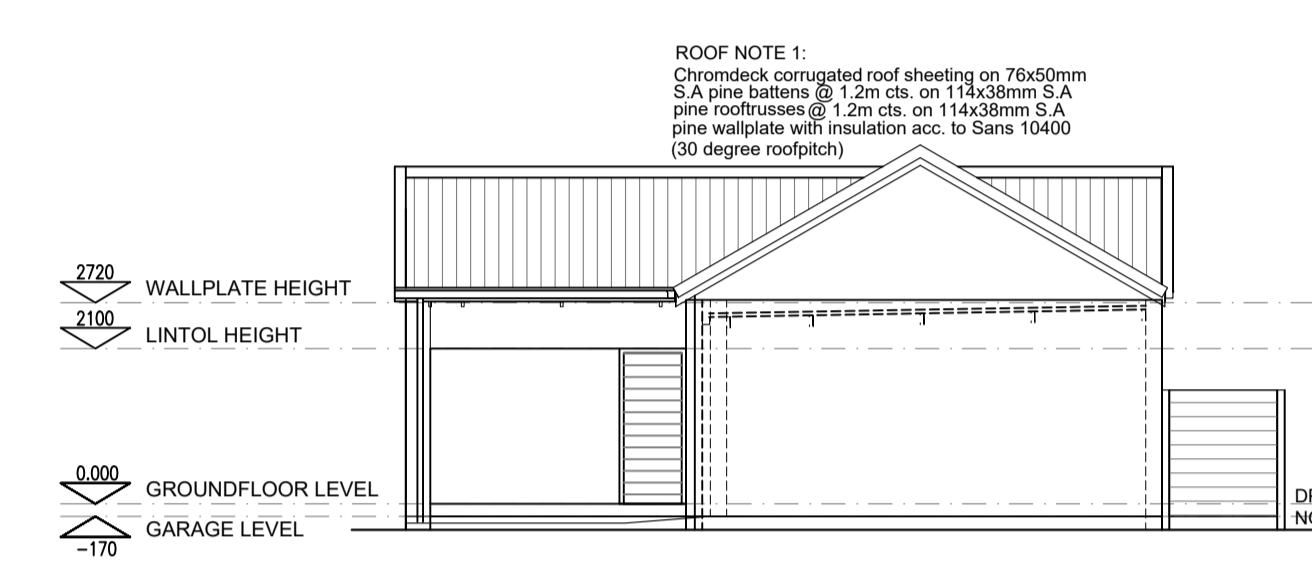 ROOF NOTE 1:
Chromdeck corrugated roof sheeting on 76x50mm
S.A pine battens @ 1.2m cts. on 114x38mm S.A
pine rooftrusses @ 1.2m cts. on 114x38mm S.A
pine wallplate with insulation acc. to Sans 10400
(30 degree roofpitch)
2720
WALLPLATE HEIGHT
2100
LINTOL HEIGHT
0.000
GROUNDFLOOR LEVEL
GARAGE LEVEL
-170